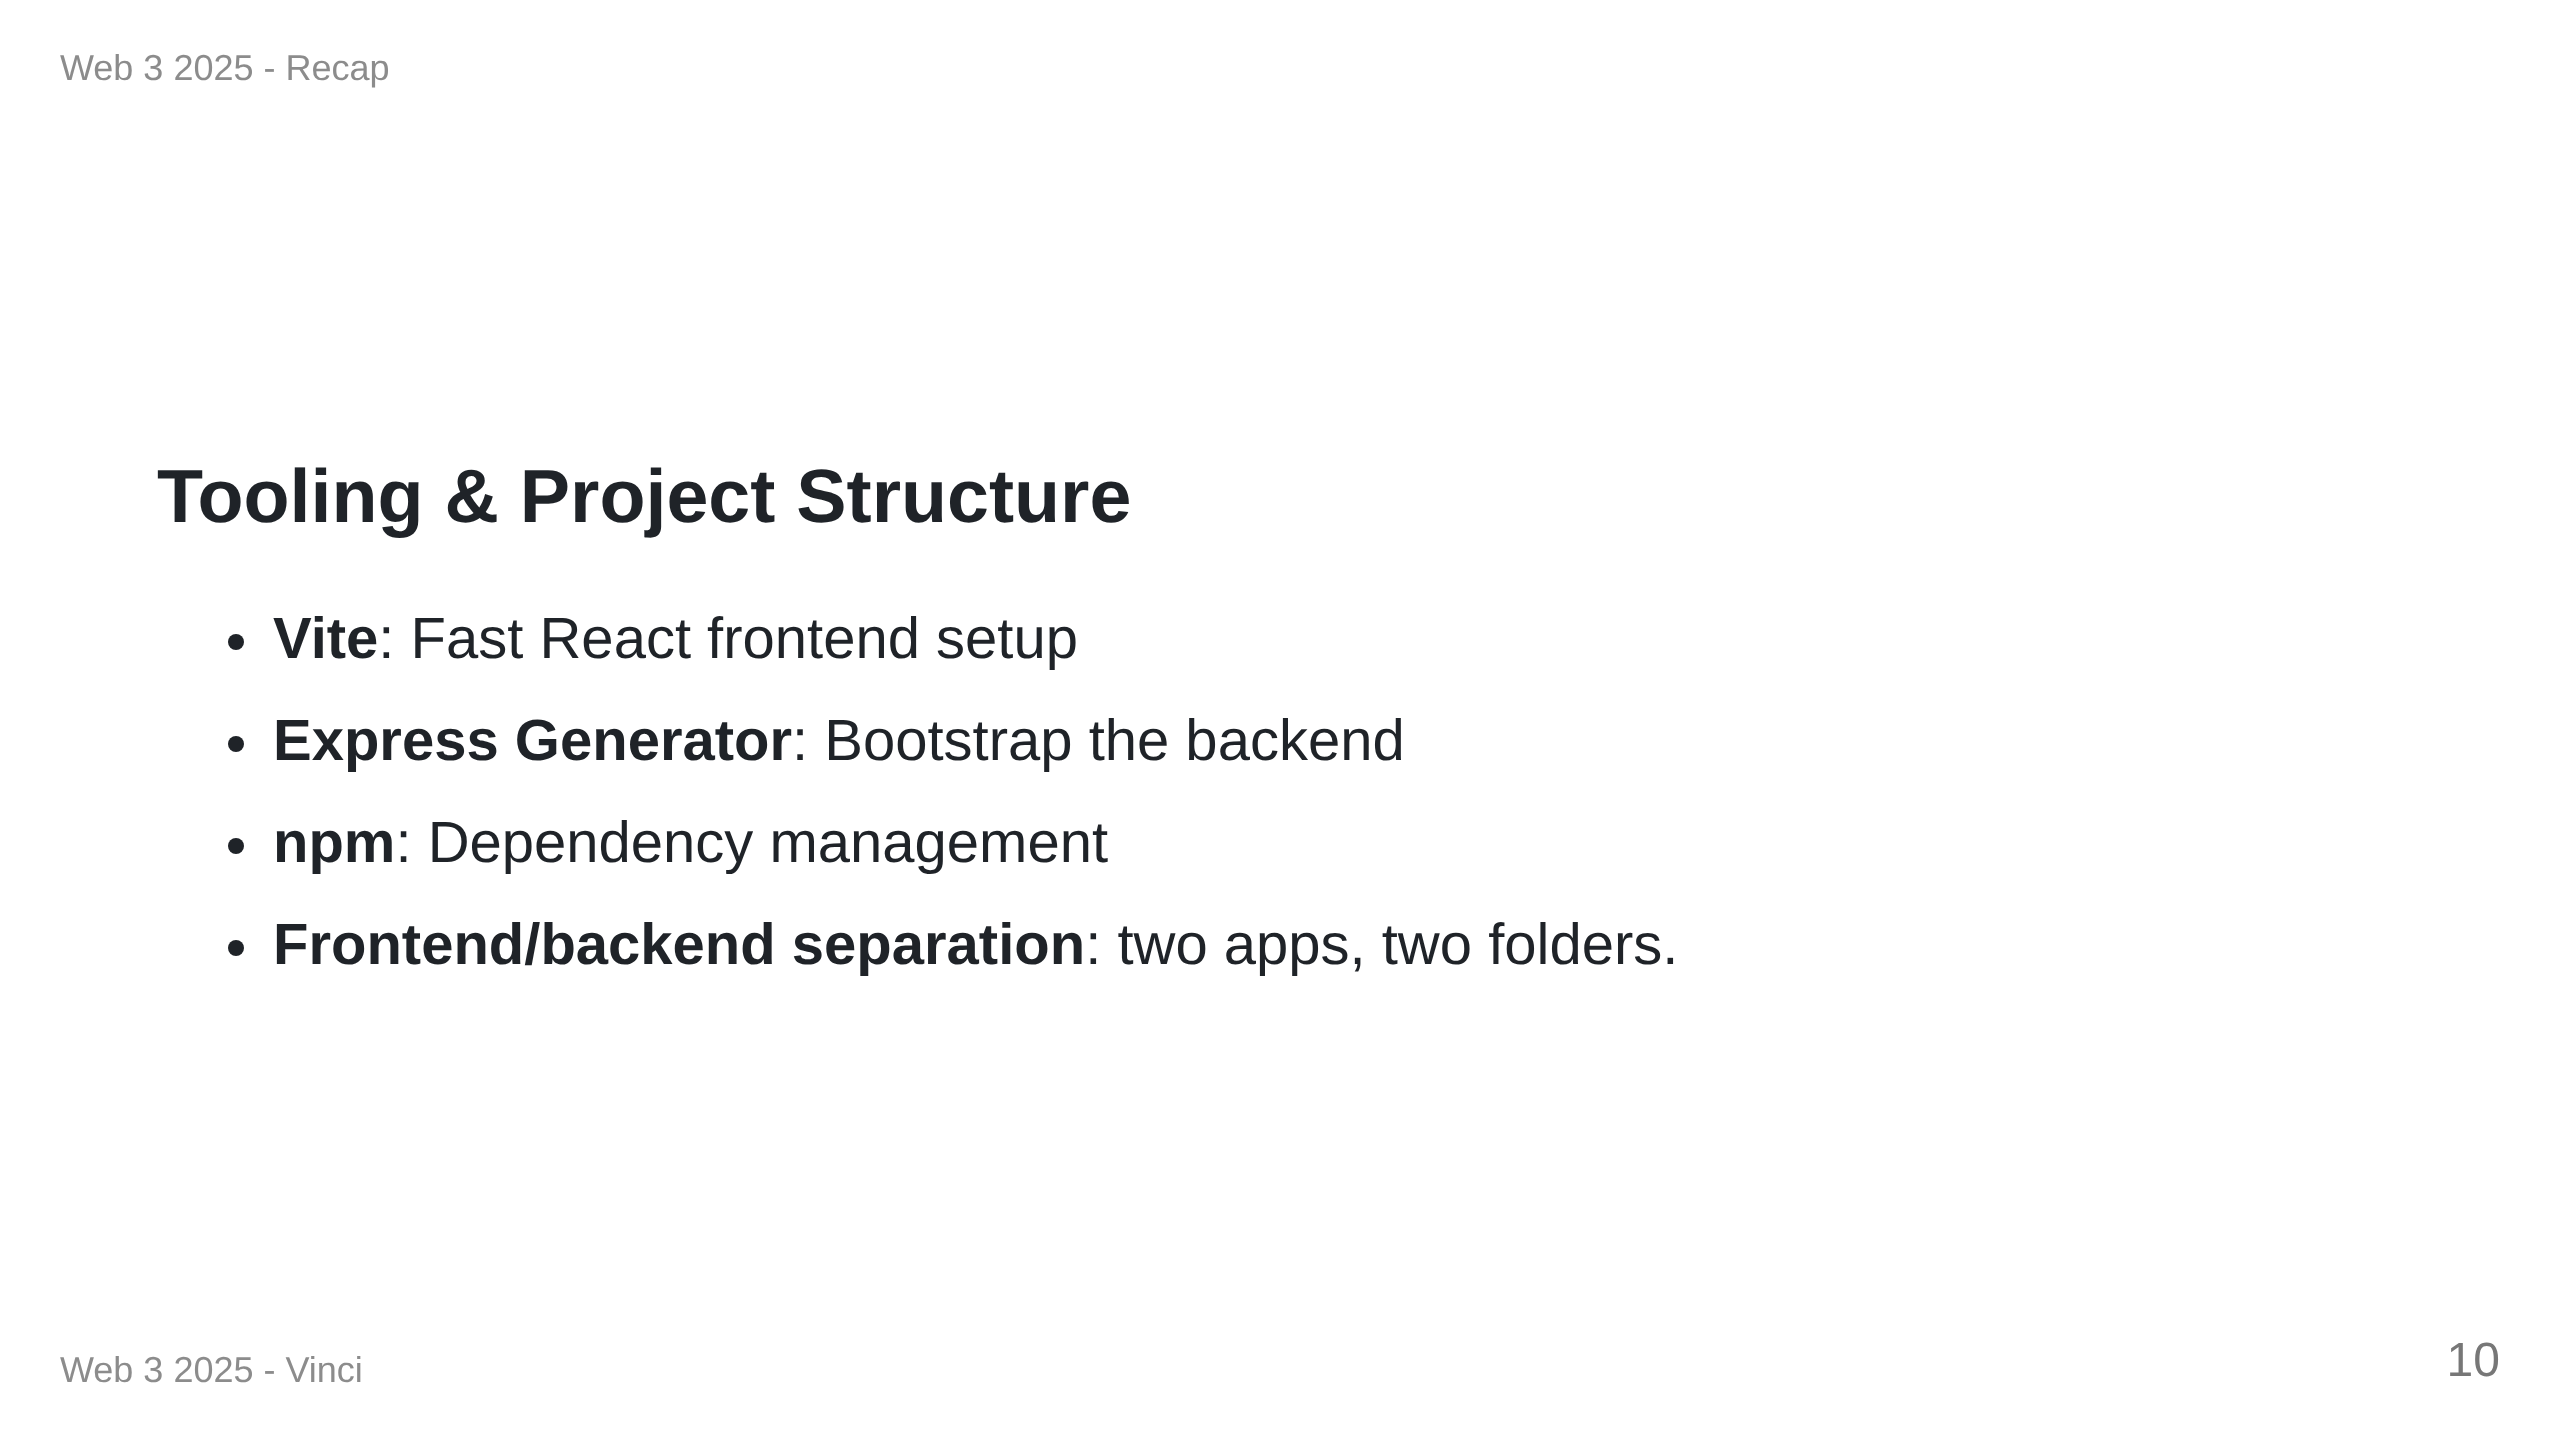 Web 3 2025 - Recap
Tooling & Project Structure
• Vite: Fast React frontend setup
• Express Generator: Bootstrap the backend
• npm: Dependency management
• Frontend/backend separation: two apps, two folders.
Web 3 2025 - Vinci
10